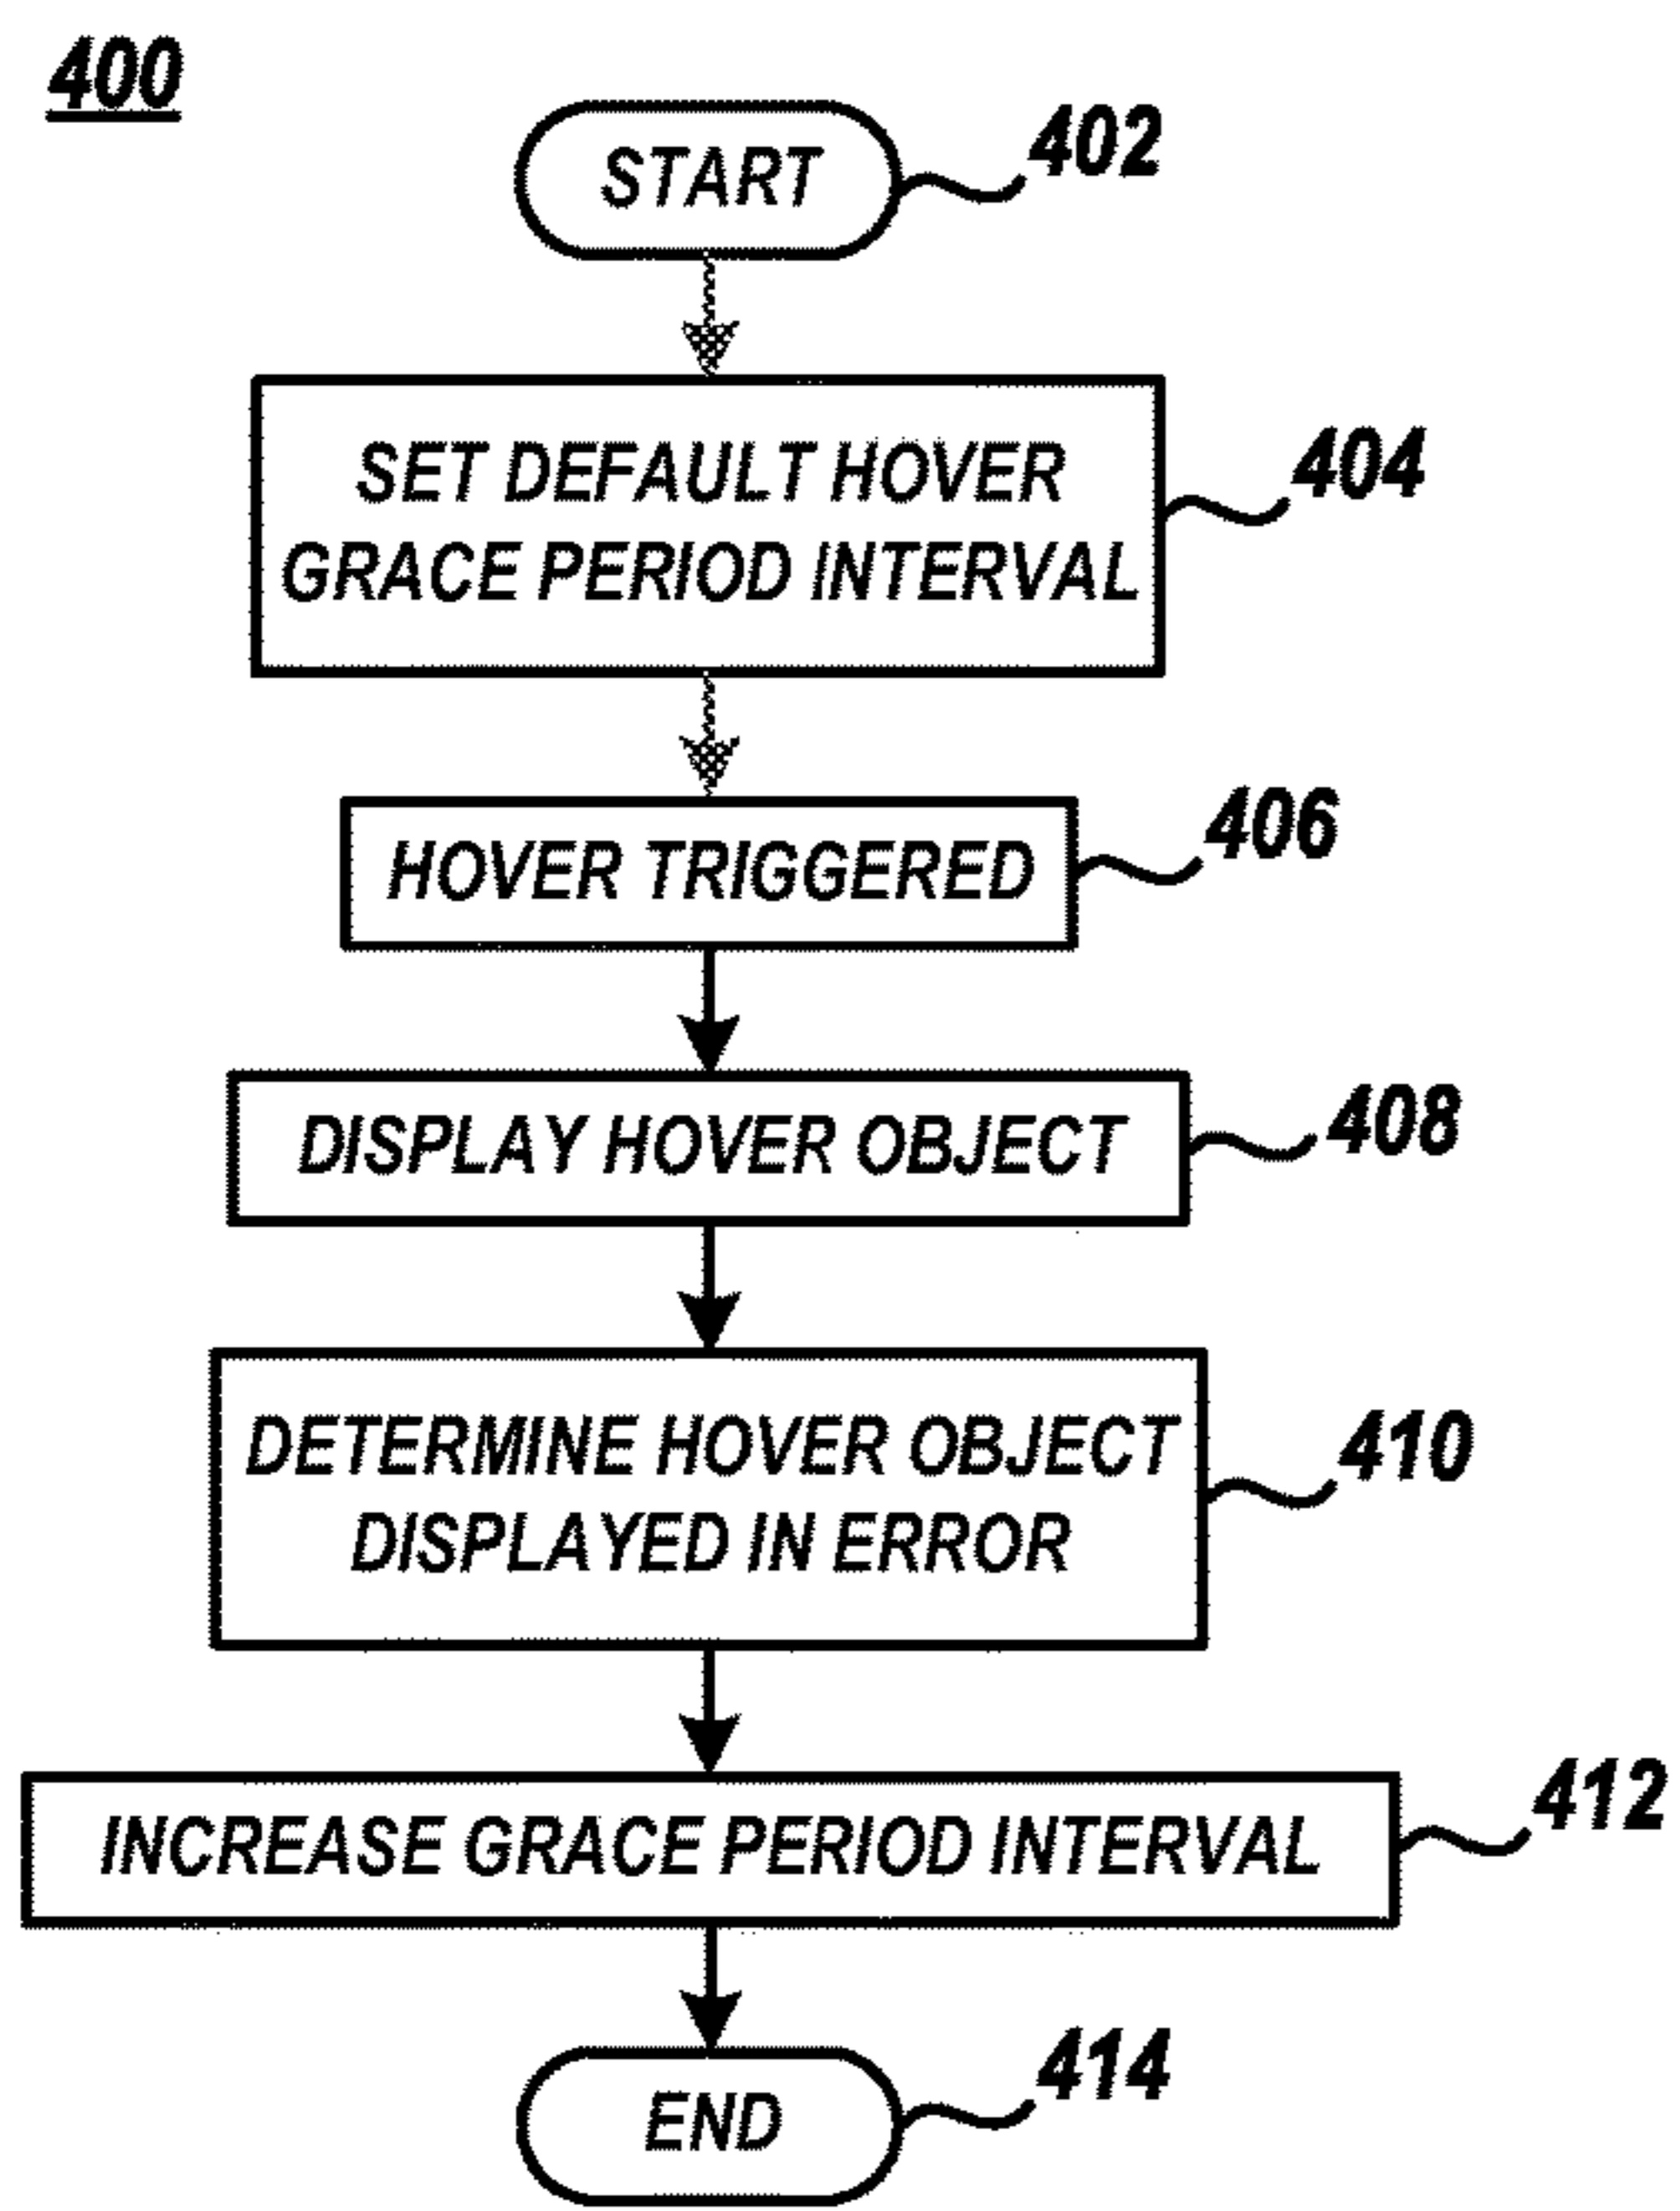 400
START
402
SET DEFAULT HOVER
GRACE PERIOD INTERVAL
404
HOVER TRIGGERED
406
DISPLAY HOVER OBJECT
408
DETERMINE HOVER OBJECT
DISPLAYED IN ERROR
410
INCREASE GRACE PERIOD INTERVAL
412
END
414